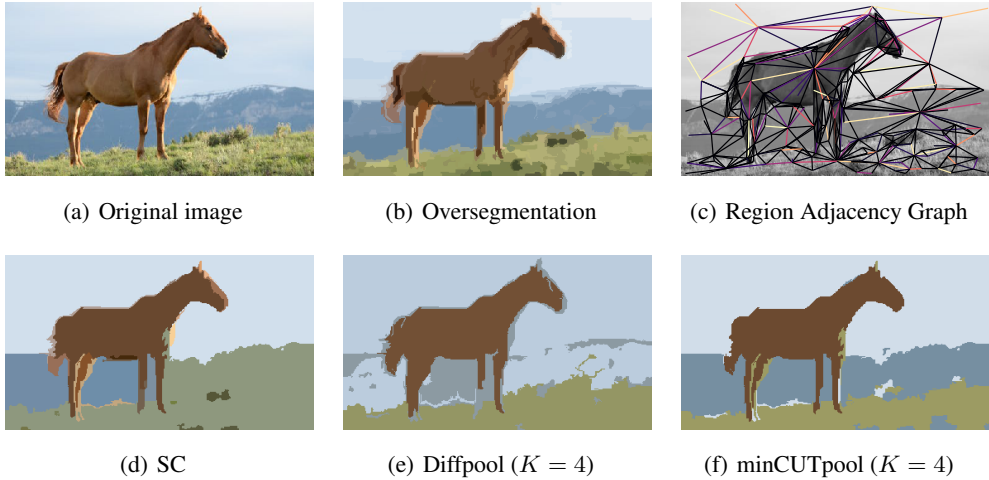 (a) Original image
(b) Oversegmentation
(c) Region Adjacency Graph
(d) SC
(e) Diffpool (K = 4)
(f) minCUTpool (K = 4)